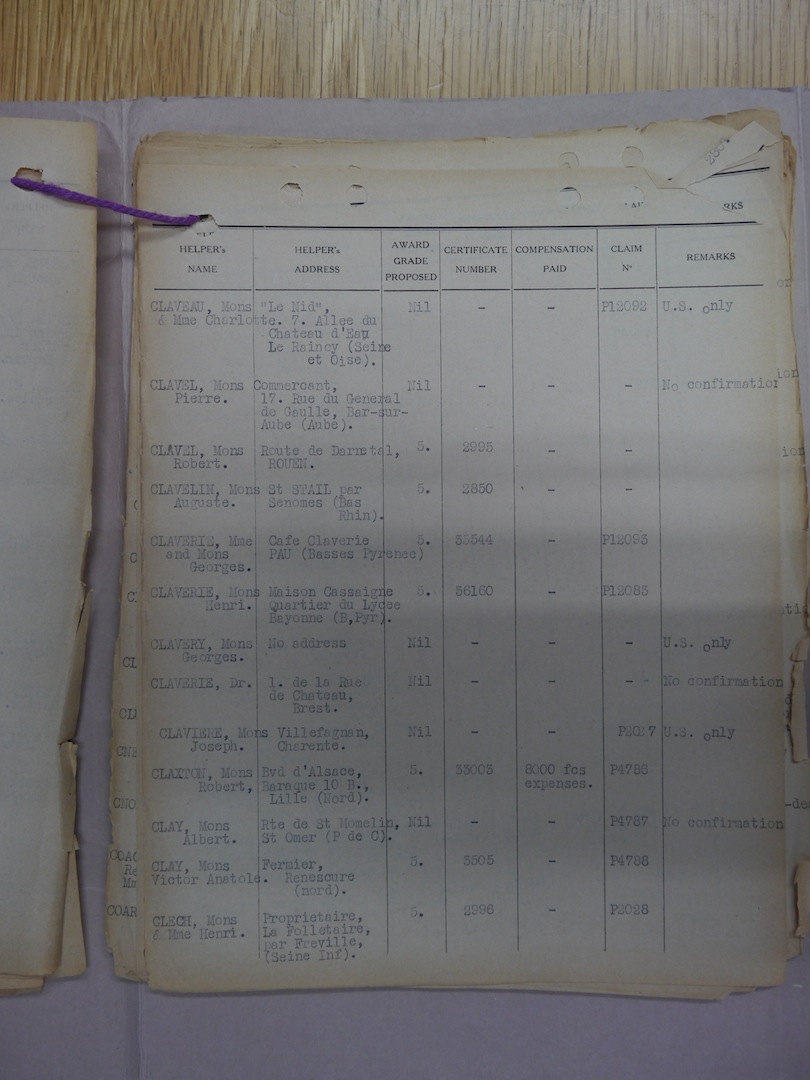 RKS
HELPER's NAME HELPER's ADDRESS AWARD GRADE PROPOSED CERTIFICATE NUMBER COMPENSATION PAID CLAIM N° REMARKS
CLAVEAU, Mons "Le Nid", Nil - - P12092 U.S. only
& Mme Charlotte. 7. Allee du
Chateau d'Eau
Le Raincy (Seine
et Oise).
CLAVEL, Mons Commercant, Nil - - - No confirmation
Pierre. 17. Rue du General
de Gaulle, Bar-sur-
Aube (Aube).
CLAVEL, Mons Route de Darnetal, 5. 2995 - -
Robert. ROUEN.
CLAVELIN, Mons St STAIL par 5. 2850 - -
Auguste. Senomes (Bas
Rhin).
CLAVERIE, Mme Cafe Claverie 5. 35544 - P12093
and Mons PAU (Basses Pyrenee)
Georges.
CLAVERIE, Mons Maison Cassaigne 5. 36160 - P12083
Henri. Quartier du Lycee
Bayonne (B,Pyr).
CLAVERY, Mons No address Nil - - - U.S. only
Georges.
CLAVERIE, Dr. 1. de la Rue Nil - - - No confirmation
de Chateau,
Brest.
CLAVIERE, Mons Villefagnan, Nil - - U.S. only
Joseph. Charente.
CLAXTON, Mons Bvd d'Alsace, 5. 33003 8000 fcs P4786
Robert, Baraque 10 B., expenses.
Lille (Nord).
CLAY, Mons Rte de St Momelin, Nil - - P4787 No confirmation
Albert. St Omer (P de C).
CLAY, Mons Fermier, 5. 3505 - P4788
Victor Anatole. Renescure
(nord).
CLECH, Mons Proprietaire, 5. 2996 - P2028
& Mme Henri. La Folletaire,
par Freville,
(Seine Inf).